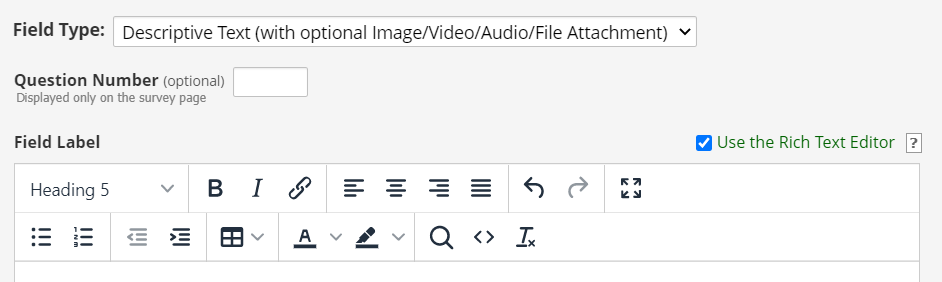 Field Type: Descriptive Text (with optional Image/Video/Audio/File Attachment)
Question Number (optional)
Displayed only on the survey page
Field Label Use the Rich Text Editor ?
Heading 5 B I
A Tx